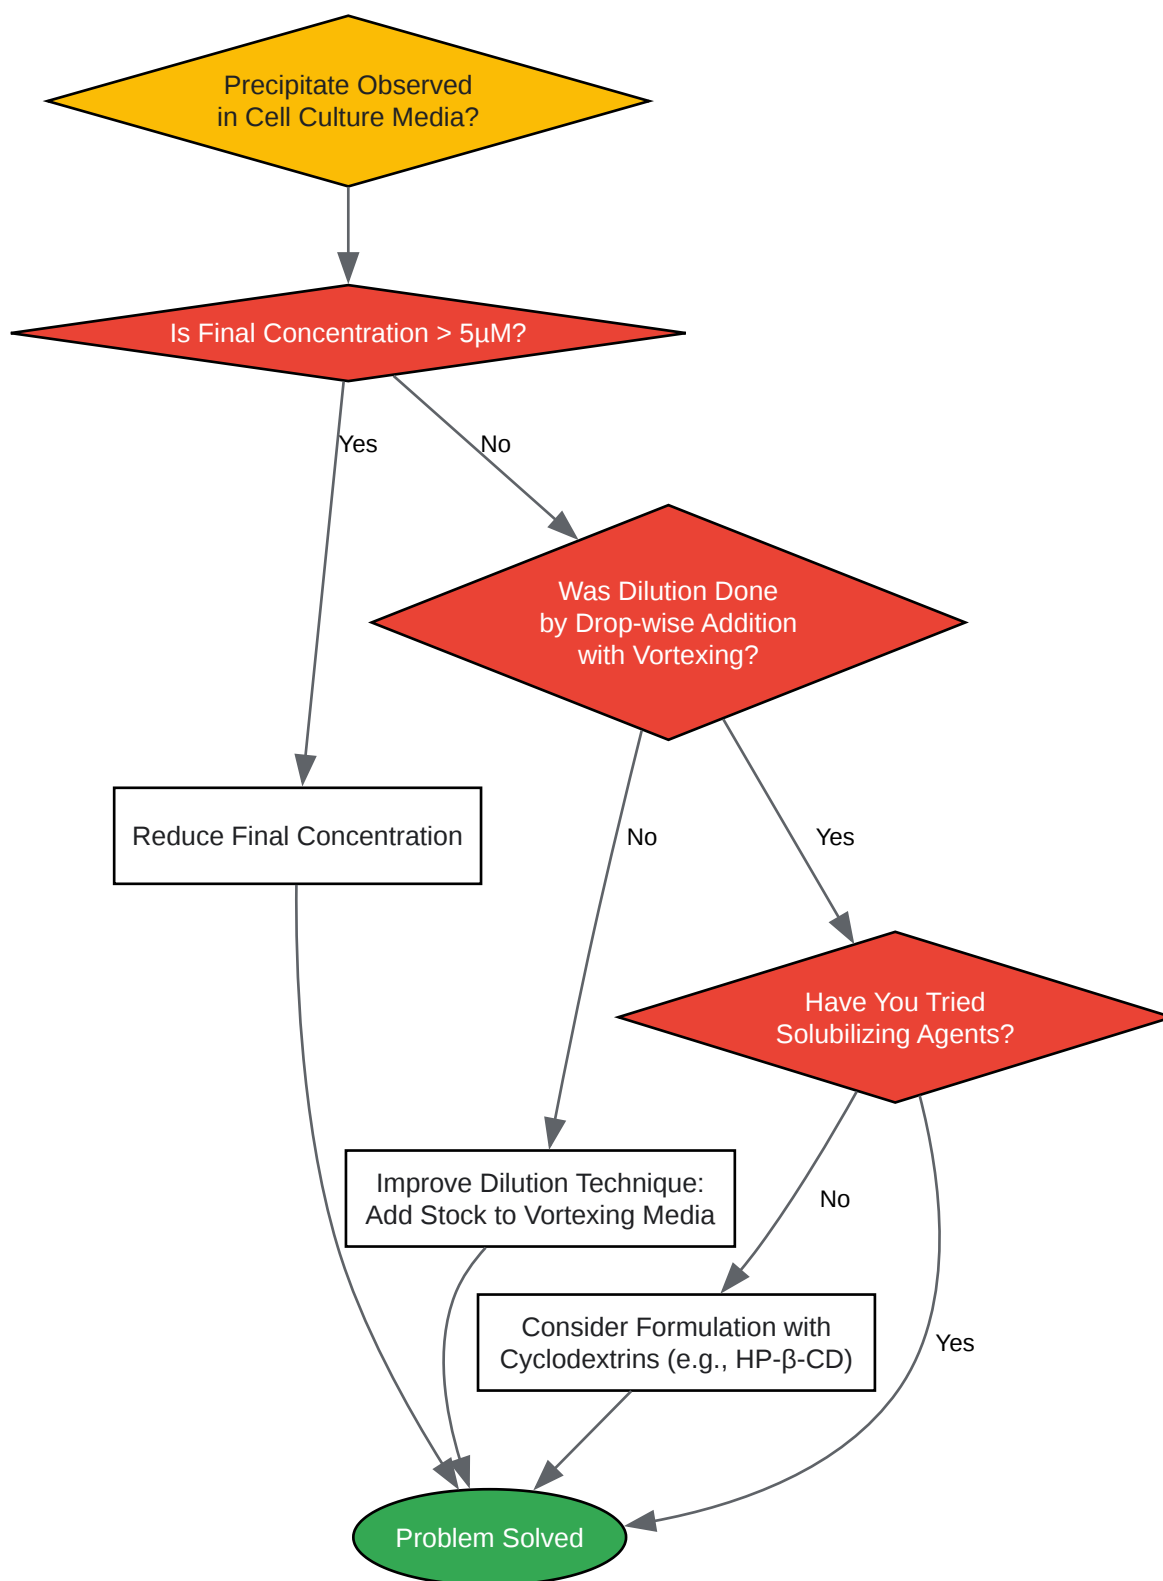 Precipitate Observed
in Cell Culture Media?
Is Final Concentration > 5µM?
Yes
No
Was Dilution Done
by Drop-wise Addition
with Vortexing?
Reduce Final Concentration
No
Yes
Have You Tried
Solubilizing Agents?
Improve Dilution Technique:
Add Stock to Vortexing Media
No
Consider Formulation with
Cyclodextrins (e.g., HP-β-CD)
Yes
Problem Solved